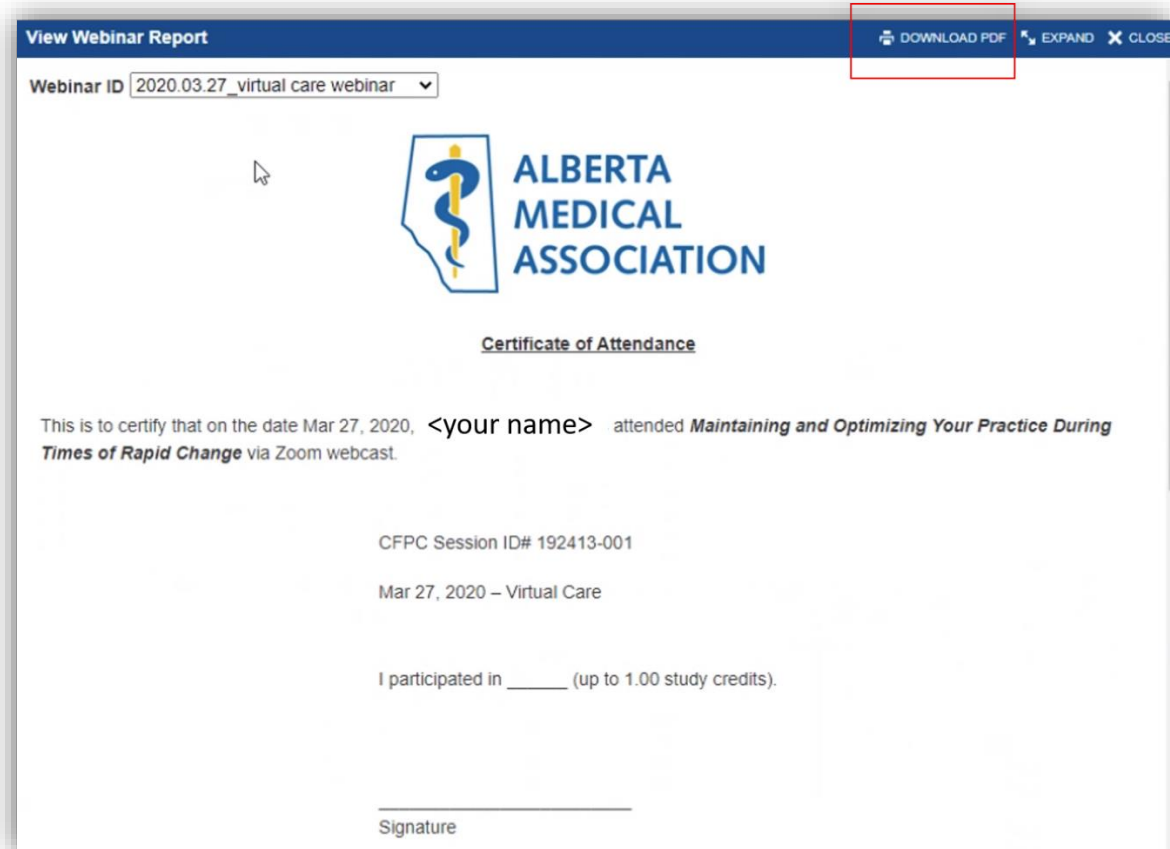 View Webinar Report DOWNLOAD PDF EXPAND CLOSE
Webinar ID 2020.03.27_virtual care webinar
ALBERTA
MEDICAL
ASSOCIATION
Certificate of Attendance
This is to certify that on the date Mar 27, 2020, <your name> attended Maintaining and Optimizing Your Practice During
Times of Rapid Change via Zoom webcast.
CFPC Session ID# 192413-001
Mar 27, 2020 – Virtual Care
I participated in ______ (up to 1.00 study credits).
Signature